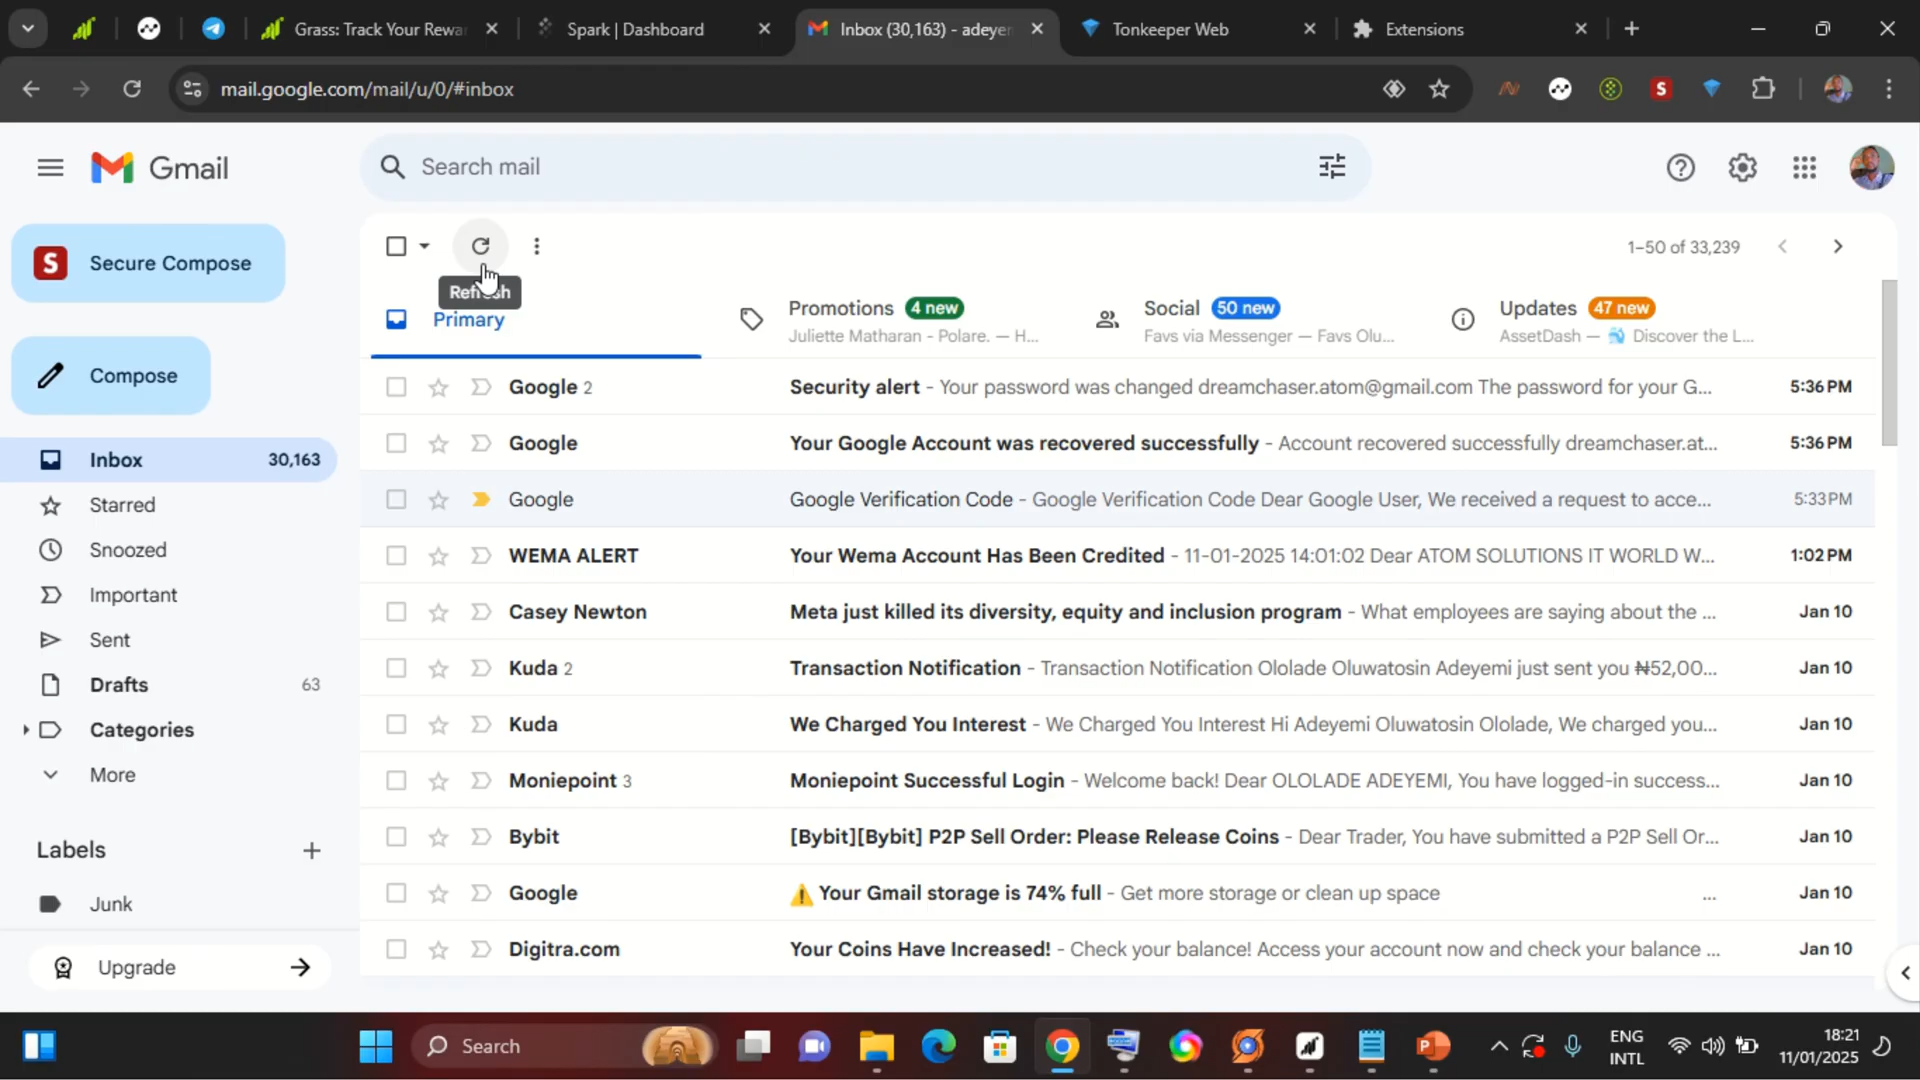 Grass: Track Your Rewa
Spark | Dashboard
Inbox (30,163) - adeyer
Tonkeeper Web
Extensions
mail.google.com/mail/u/0/#inbox
Gmail
Search mail
S Secure Compose
1–50 of 33,239
Refresh
Primary
Promotions 4 new
Juliette Matharan - Polare. — H...
Social 50 new
Favs via Messenger — Favs Olu...
Updates 47 new
AssetDash — Discover the L...
Compose
Google 2 Security alert - Your password was changed dreamchaser.atom@gmail.com The password for your G... 5:36 PM
Google Your Google Account was recovered successfully - Account recovered successfully dreamchaser.at... 5:36 PM
Google Google Verification Code - Google Verification Code Dear Google User, We received a request to acce... 5:33 PM
WEMA ALERT Your Wema Account Has Been Credited - 11-01-2025 14:01:02 Dear ATOM SOLUTIONS IT WORLD W... 1:02 PM
Casey Newton Meta just killed its diversity, equity and inclusion program - What employees are saying about the ... Jan 10
Kuda 2 Transaction Notification - Transaction Notification Ololade Oluwatosin Adeyemi just sent you ₦52,00... Jan 10
Kuda We Charged You Interest - We Charged You Interest Hi Adeyemi Oluwatosin Ololade, We charged you... Jan 10
Moniepoint 3 Moniepoint Successful Login - Welcome back! Dear OLOLADE ADEYEMI, You have logged-in success... Jan 10
Bybit [Bybit][Bybit] P2P Sell Order: Please Release Coins - Dear Trader, You have submitted a P2P Sell Or... Jan 10
Google ⚠️ Your Gmail storage is 74% full - Get more storage or clean up space ... Jan 10
Digitra.com Your Coins Have Increased! - Check your balance! Access your account now and check your balance ... Jan 10
Inbox 30,163
Starred
Snoozed
Important
Sent
Drafts 63
Categories
More
Labels
Junk
Upgrade
Search
ENG
INTL
18:21
11/01/2025